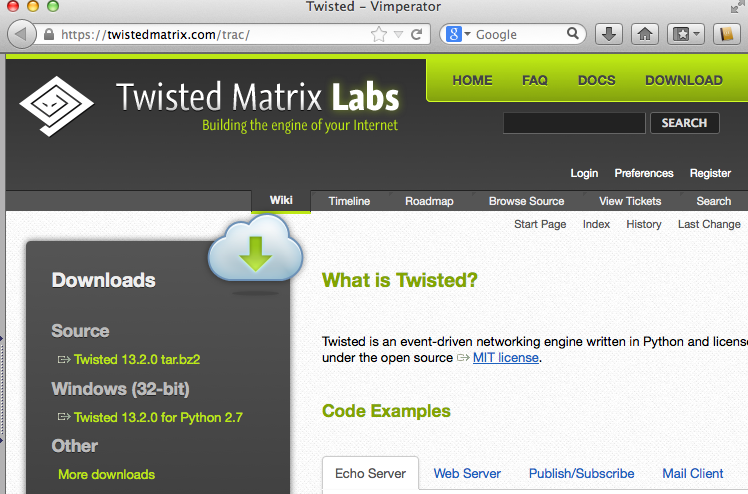 Twisted - Vimperator
https://twistedmatrix.com/trac/
Google
Twisted Matrix Labs
Building the engine of your Internet
HOME FAQ DOCS DOWNLOAD
SEARCH
Login Preferences Register
Wiki Timeline Roadmap Browse Source View Tickets Search
Start Page Index History Last Change
Downloads
Source
Twisted 13.2.0 tar.bz2
Windows (32-bit)
Twisted 13.2.0 for Python 2.7
Other
More downloads
What is Twisted?
Twisted is an event-driven networking engine written in Python and license
under the open source MIT license.
Code Examples
Echo Server Web Server Publish/Subscribe Mail Client